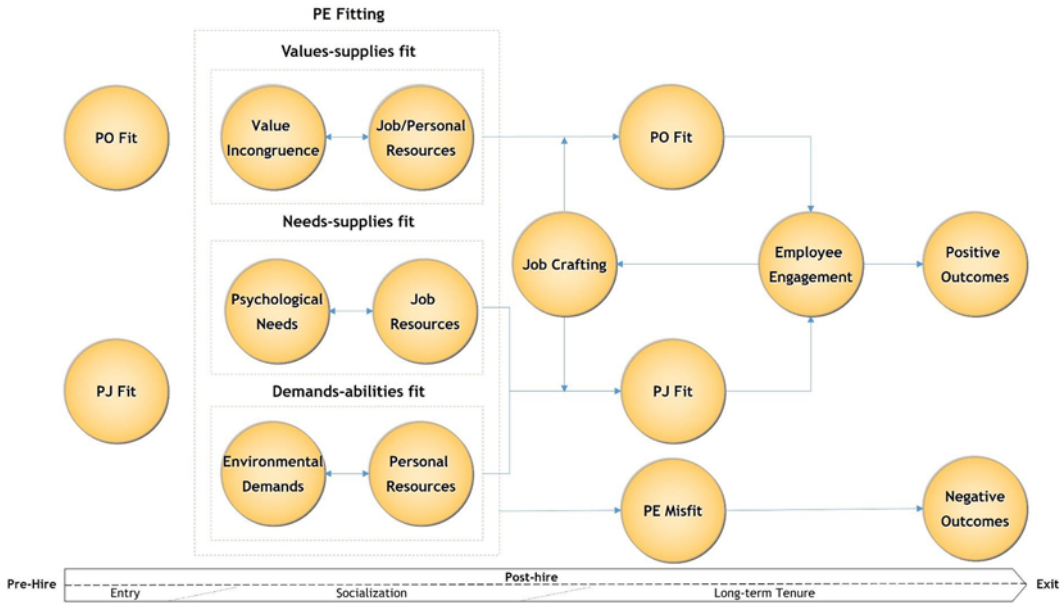 PE Fitting
Values-supplies fit
PO Fit
Value
Incongruence
Job/Personal
Resources
PO Fit
Needs-supplies fit
Psychological
Needs
Job
Resources
Job Crafting
Employee
Engagement
Positive
Outcomes
PJ Fit
Demands-abilities fit
PJ Fit
Environmental
Demands
Personal
Resources
PE Misfit
Negative
Outcomes
Pre-Hire
Post-hire
Exit
Entry
Socialization
Long-term Tenure